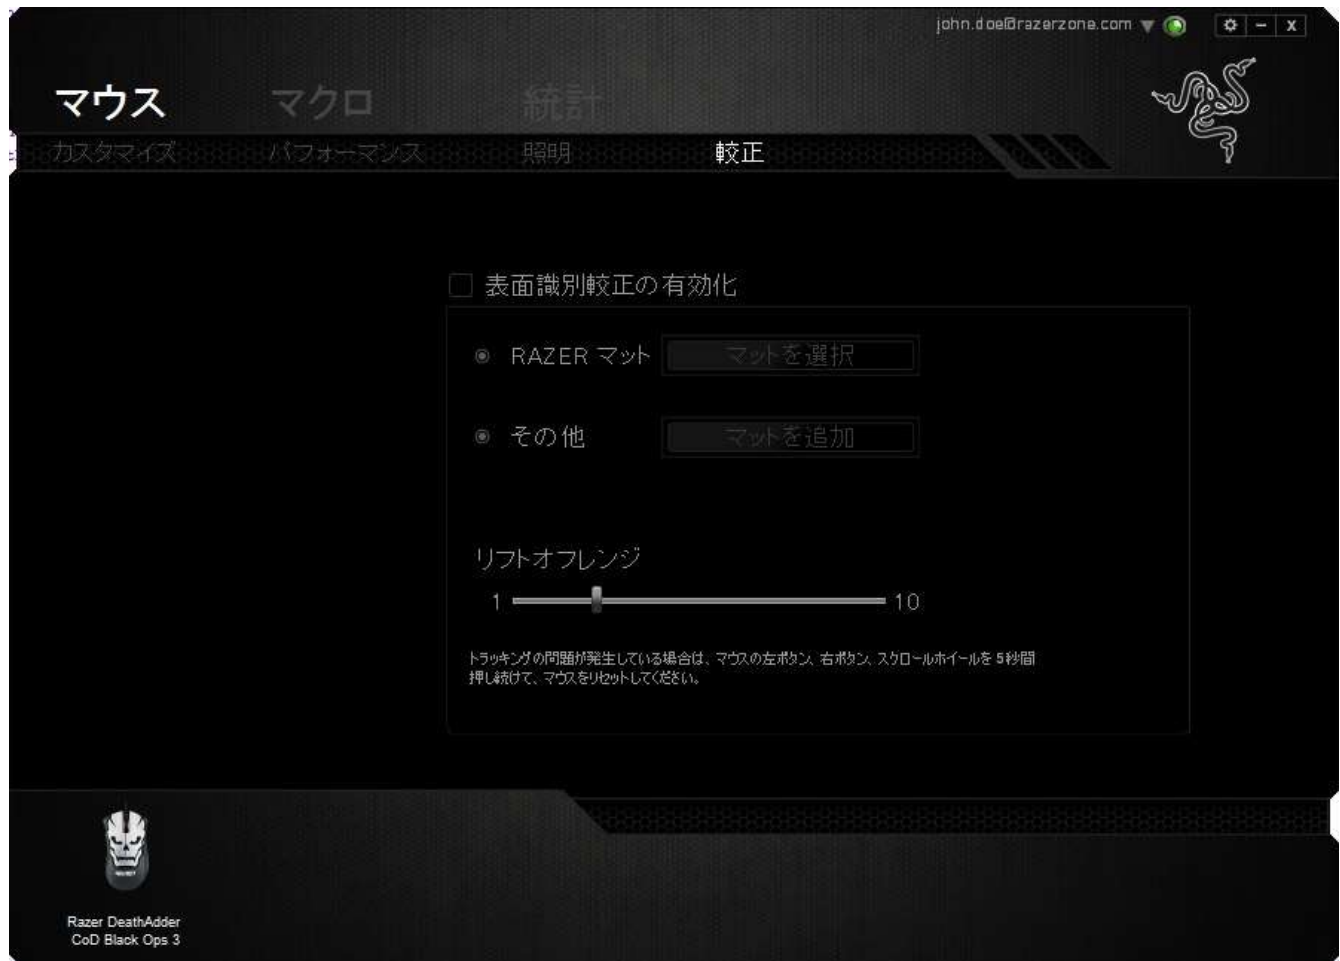 john.doe@razerzone.com
マウス マクロ 統計
カスタマイズ パフォーマンス 照明 較正
表面識別較正の有効化
RAZER マット マットを選択
その他 マットを追加
リフトオフレンジ
1 10
トラッキングの問題が発生している場合は、マウスの左ボタン、右ボタン、スクロールホイールを 5 秒間
押し続けて、マウスをリセットしてください。
Razer DeathAdder
CoD Black Ops 3